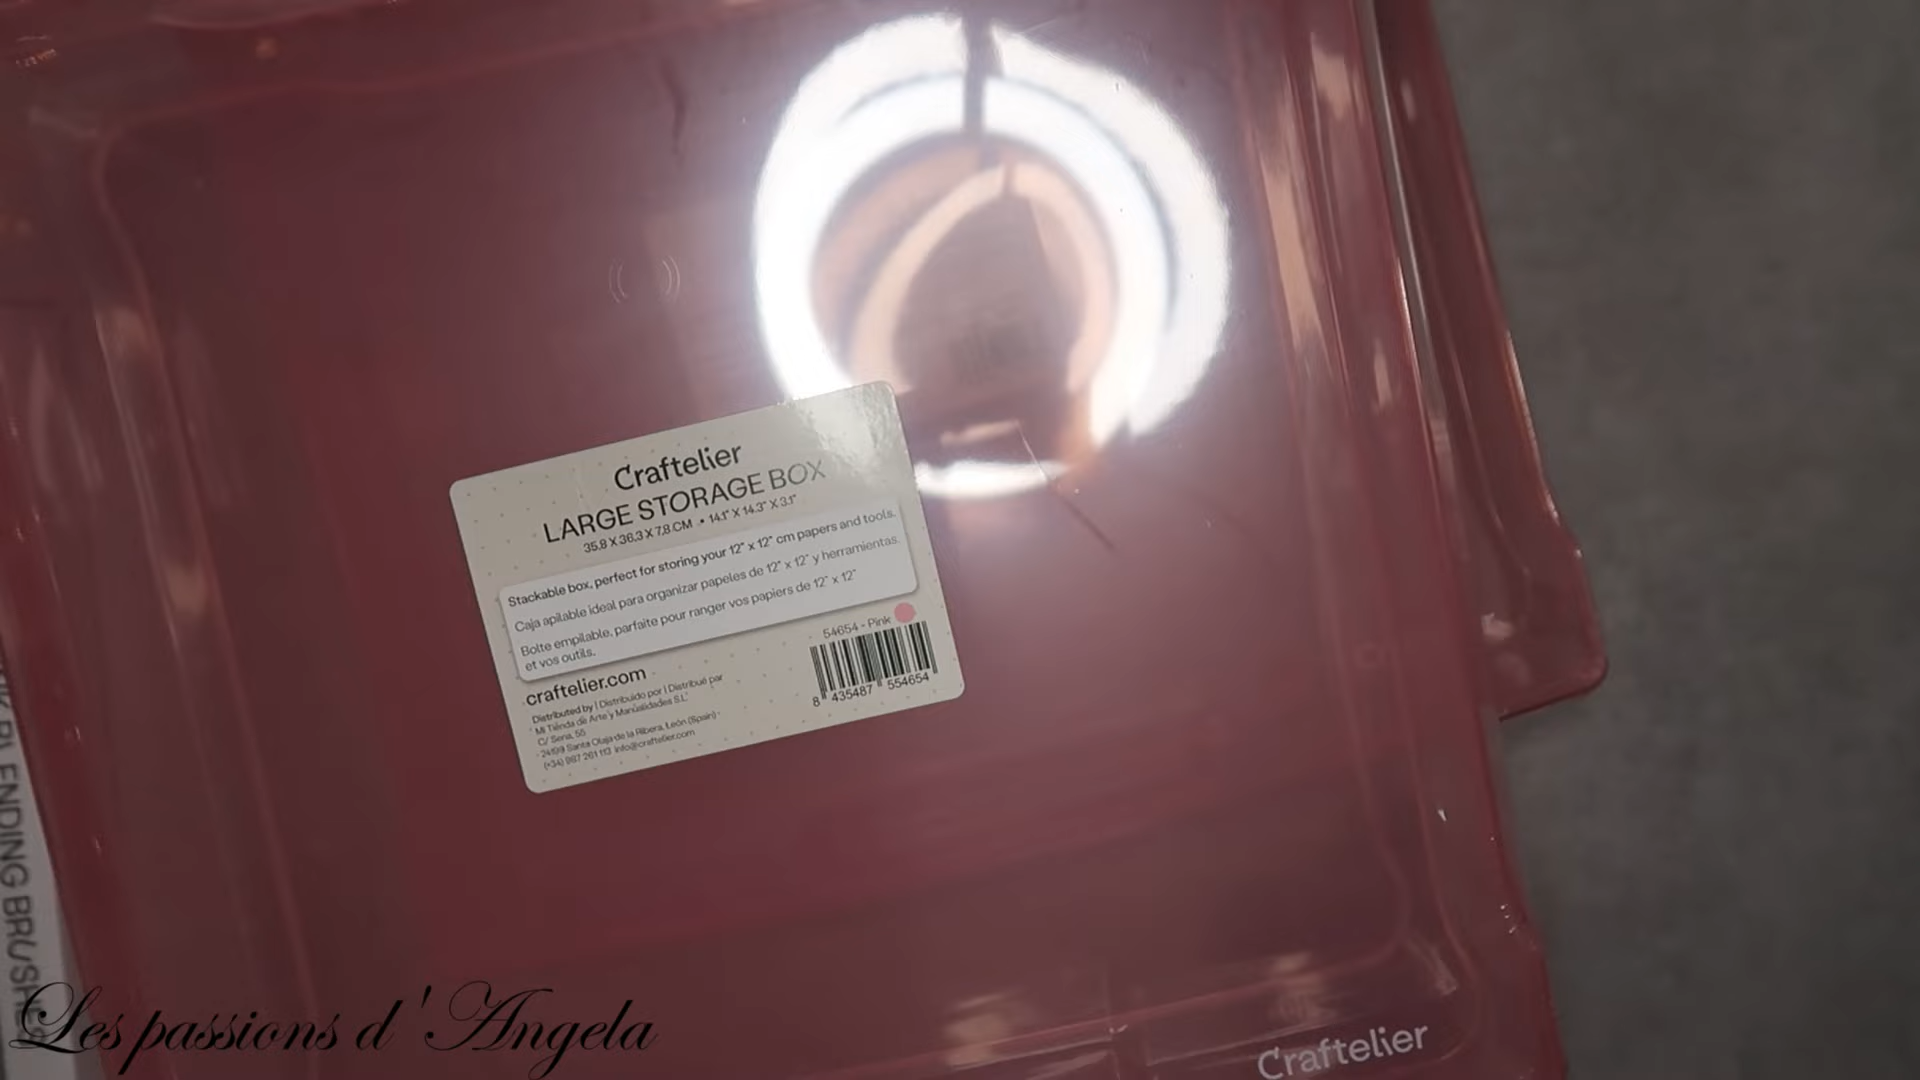 Craftelier
LARGE STORAGE BOX
35.8 X 36.3 X 7.8 CM • 14.1" X 14.3" X 3.1"
Stackable box, perfect for storing your 12" x 12" cm papers and tools.
Caja apilable ideal para organizar papeles de 12" x 12" y herramientas.
Boîte empilable, parfaite pour ranger vos papiers de 12" x 12"
et vos outils.
54654 - Pink
craftelier.com
Distributed by | Distribuido por | Distribué par
Mi Tienda de Arte y Manualidades S.L.
C/ Serna, 55
24199 Santa Olaja de la Ribera, León (Spain)
(+34) 987 261 113 info@craftelier.com
8 435487 554654
ENDING BRUSHES
Les passions d'Angela
Craftelier